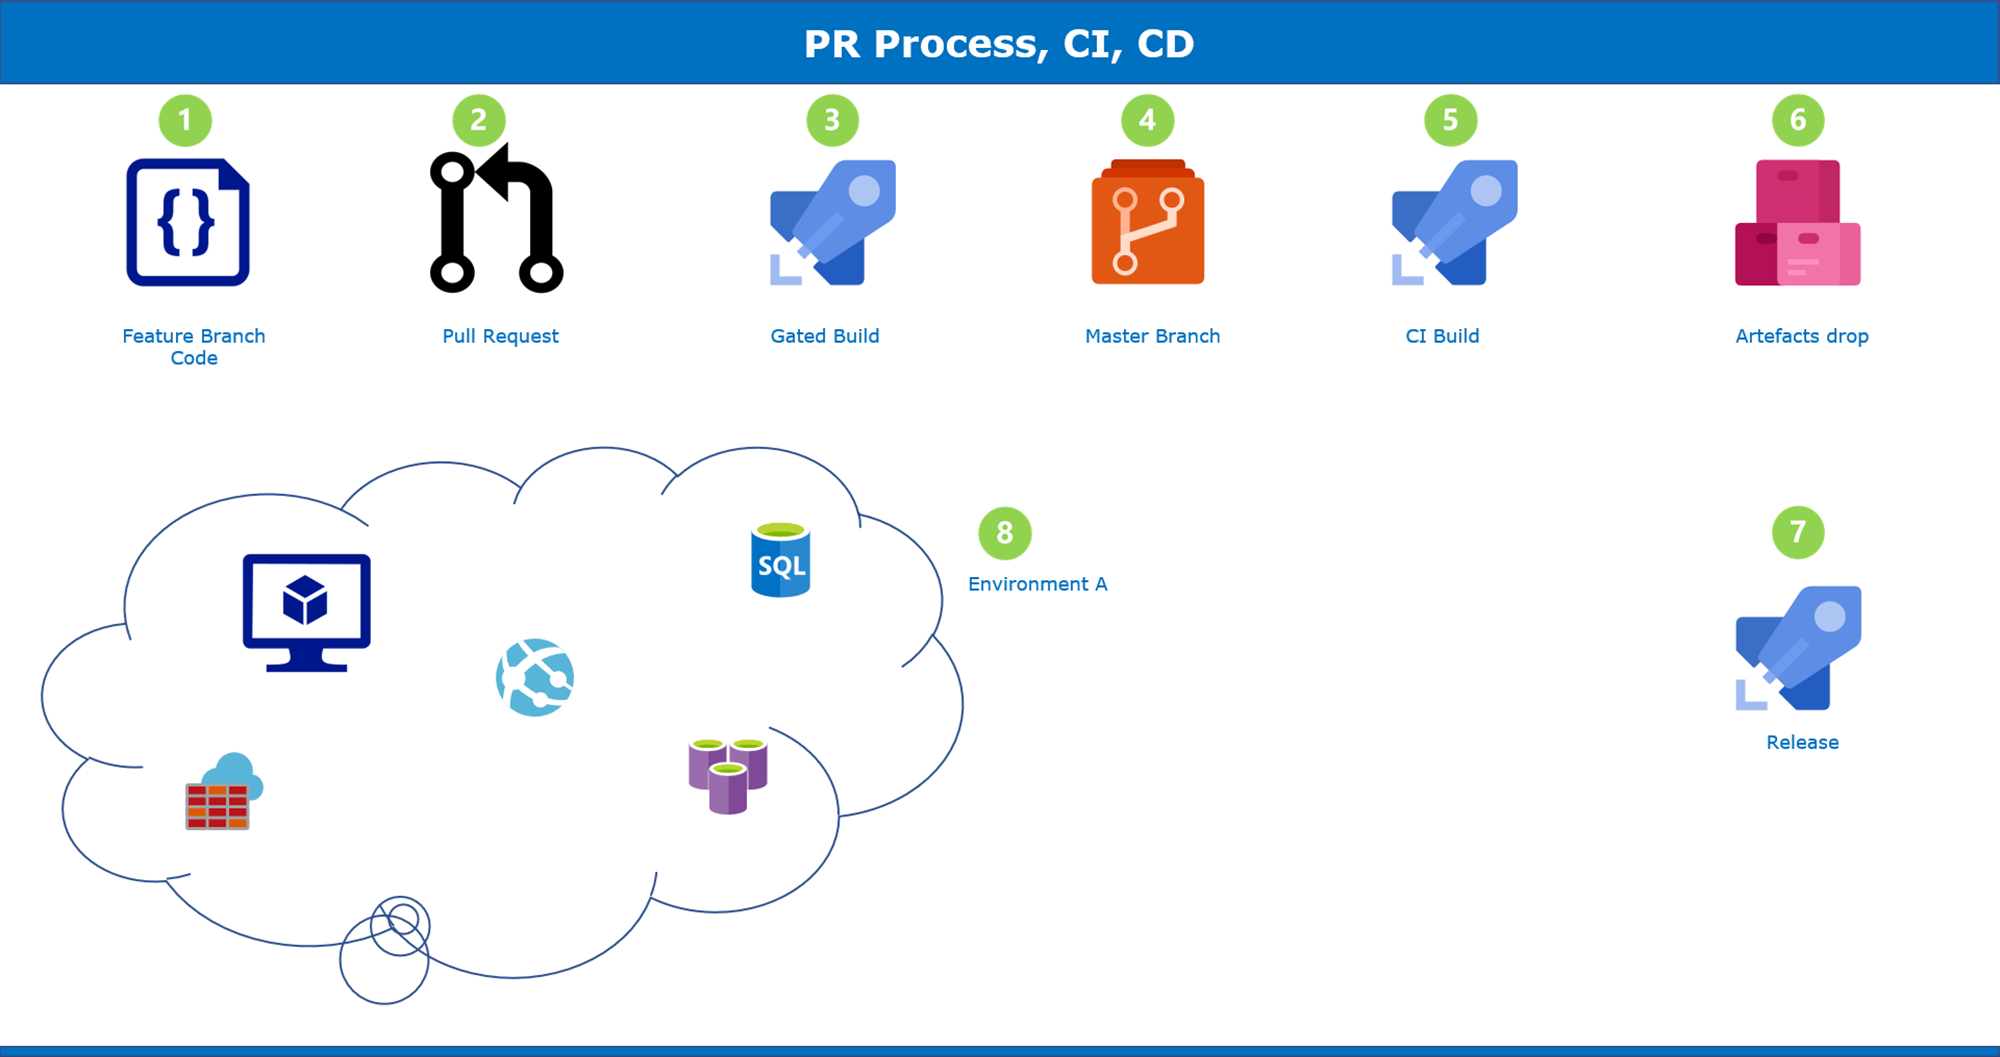 PR Process, CI, CD
1
2
3
4
5
6
{}
Feature Branch
Code
Pull Request
Gated Build
Master Branch
CI Build
Artefacts drop
8
7
SQL
Environment A
Release